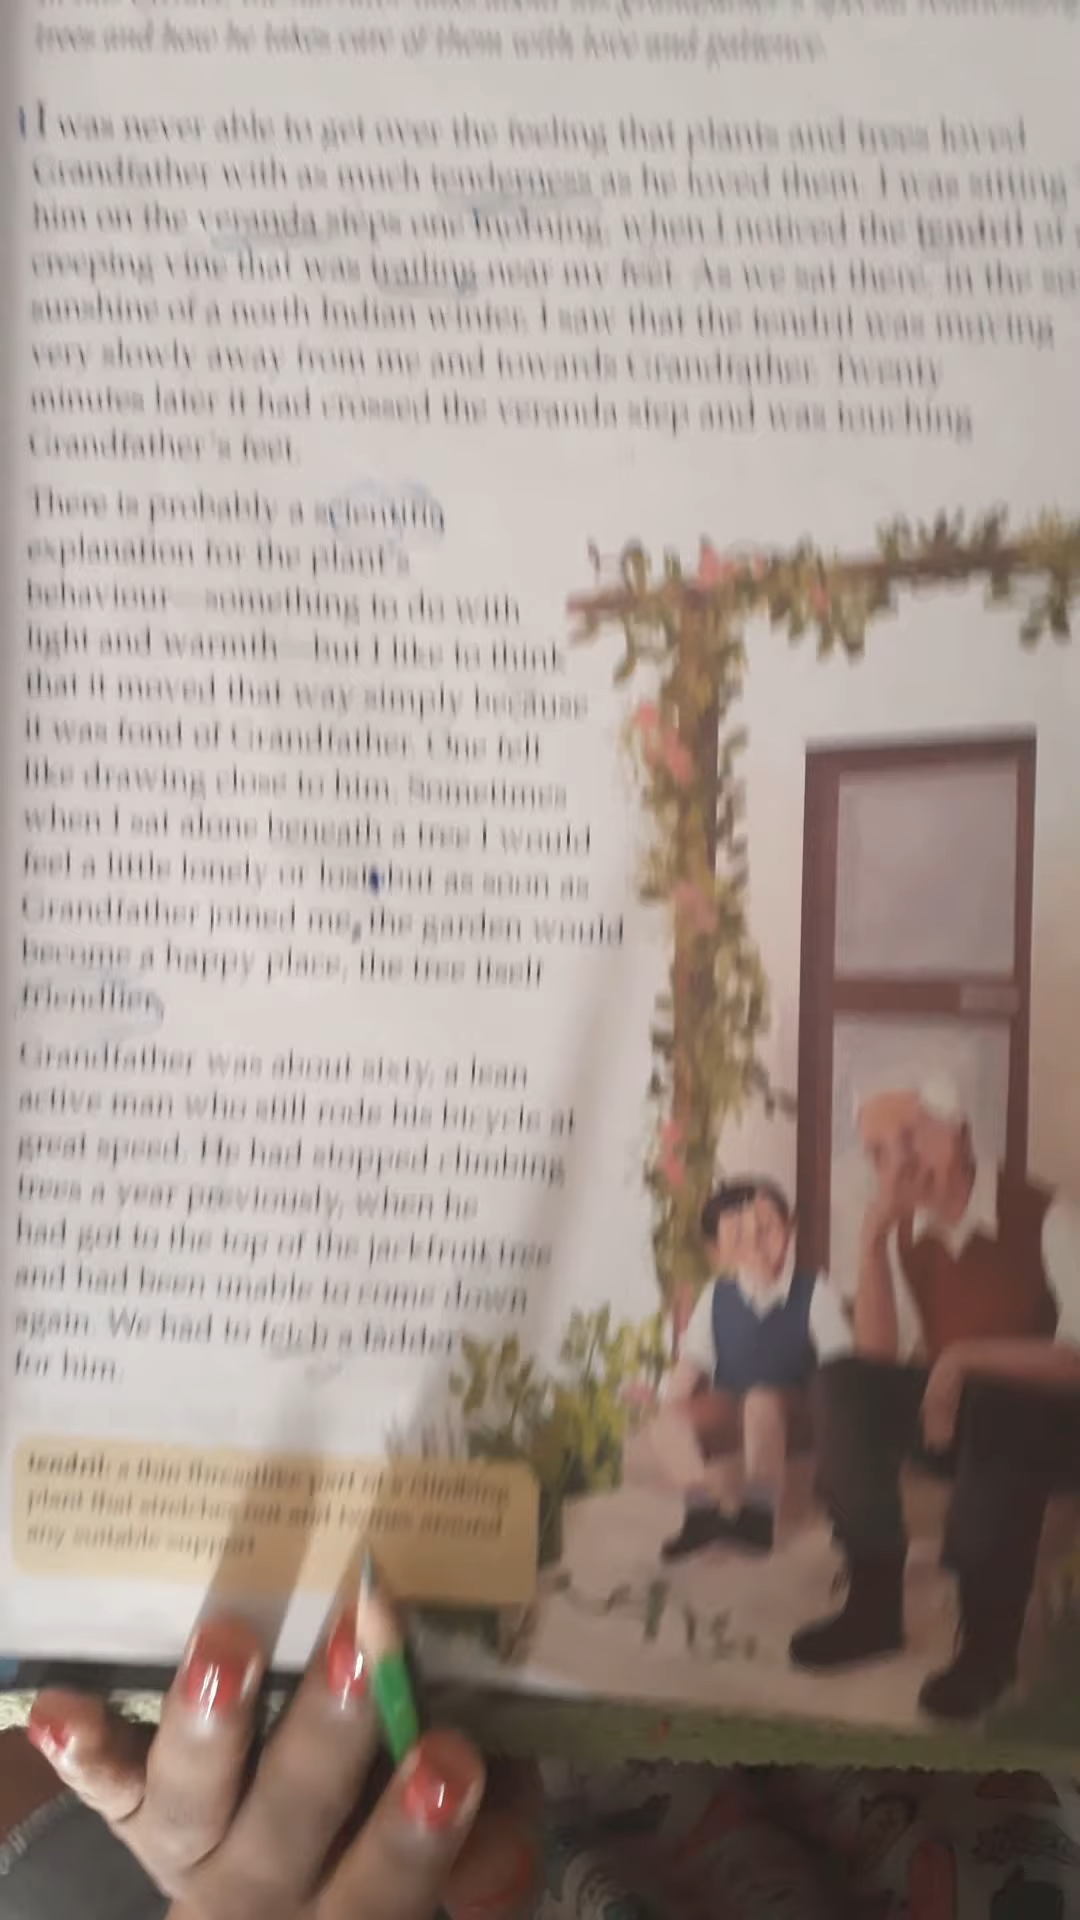 trees and how he takes care of them with love and patience.
I was never able to get over the feeling that plants and trees loved
Grandfather with as much tenderness as he loved them. I was sitting
him on the veranda steps one morning, when I noticed the tendril of
creeping vine that was trailing near my feet. As we sat there, in the
sunshine of a north Indian winter, I saw that the tendril was moving
very slowly away from me and towards Grandfather. Twenty
minutes later it had crossed the veranda step and was touching
Grandfather's feet.
There is probably a scientific
explanation for the plant's
behaviour—something to do with
light and warmth—but I like to think
that it moved that way simply because
it was fond of Grandfather. One felt
like drawing close to him. Sometimes
when I sat alone beneath a tree I would
feel a little lonely or lost, but as soon as
Grandfather joined me, the garden would
become a happy place, the tree itself
friendlier.
Grandfather was about sixty, a lean
active man who still rode his bicycle at
great speed. He had stopped climbing
trees a year previously, when he
had got to the top of the jackfruit tree
and had been unable to come down
again. We had to fetch a ladder
for him.
tendril: a thin threadlike part of a climbing
plant that stretches out and around
any suitable support